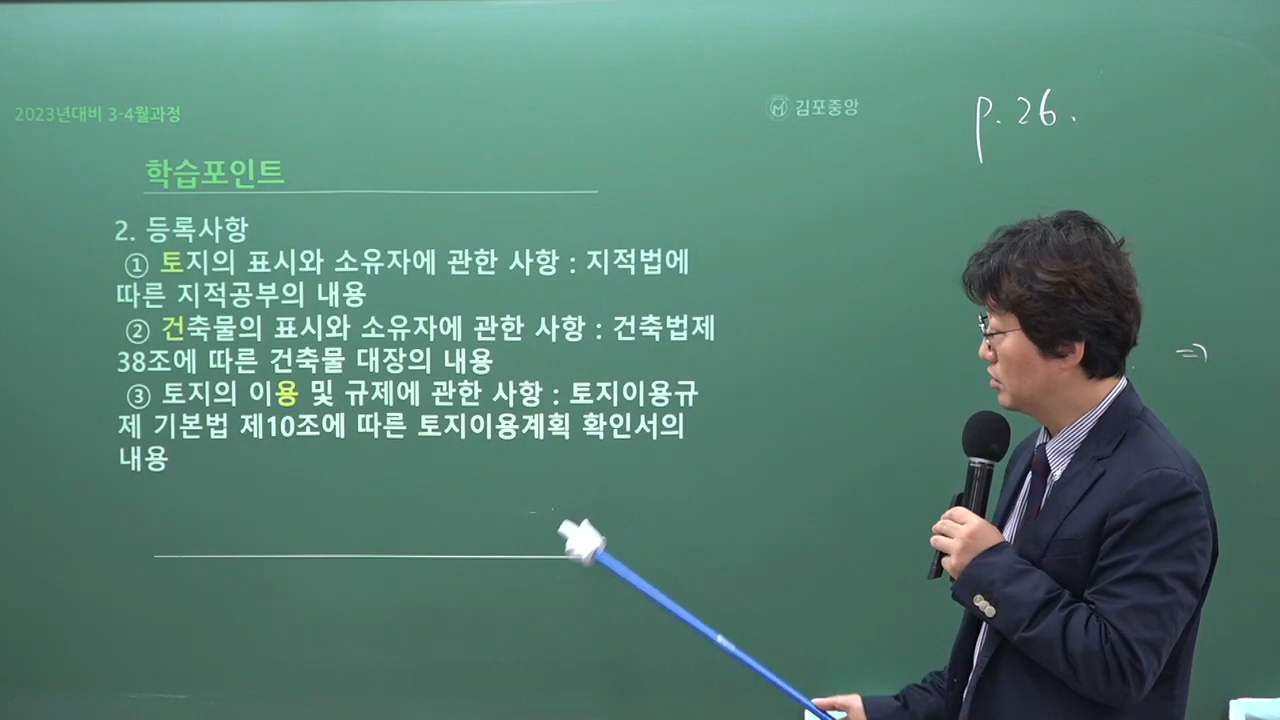 2023년대비 3-4월과정
김포중앙
p. 26.
학습포인트
2. 등록사항
① 토지의 표시와 소유자에 관한 사항 : 지적법에
따른 지적공부의 내용
② 건축물의 표시와 소유자에 관한 사항 : 건축법제
38조에 따른 건축물 대장의 내용
③ 토지의 이용 및 규제에 관한 사항 : 토지이용규
제 기본법 제10조에 따른 토지이용계획 확인서의
내용